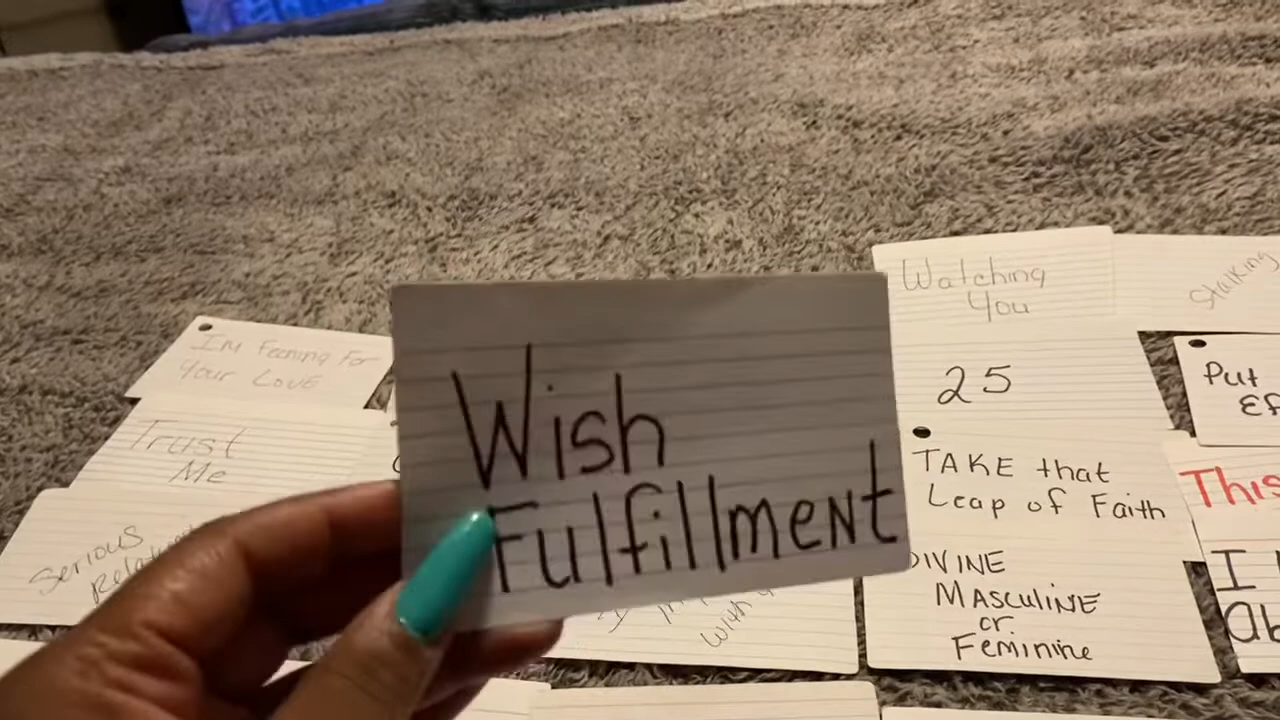 Wish
Fulfillment
I'm Feening For
Your Love
Trust
Me
Serious
Watching
You
25
TAKE that
Leap of Faith
DIVINE
MASCULINE
or
Feminine
Stalking
Put
This
I
With